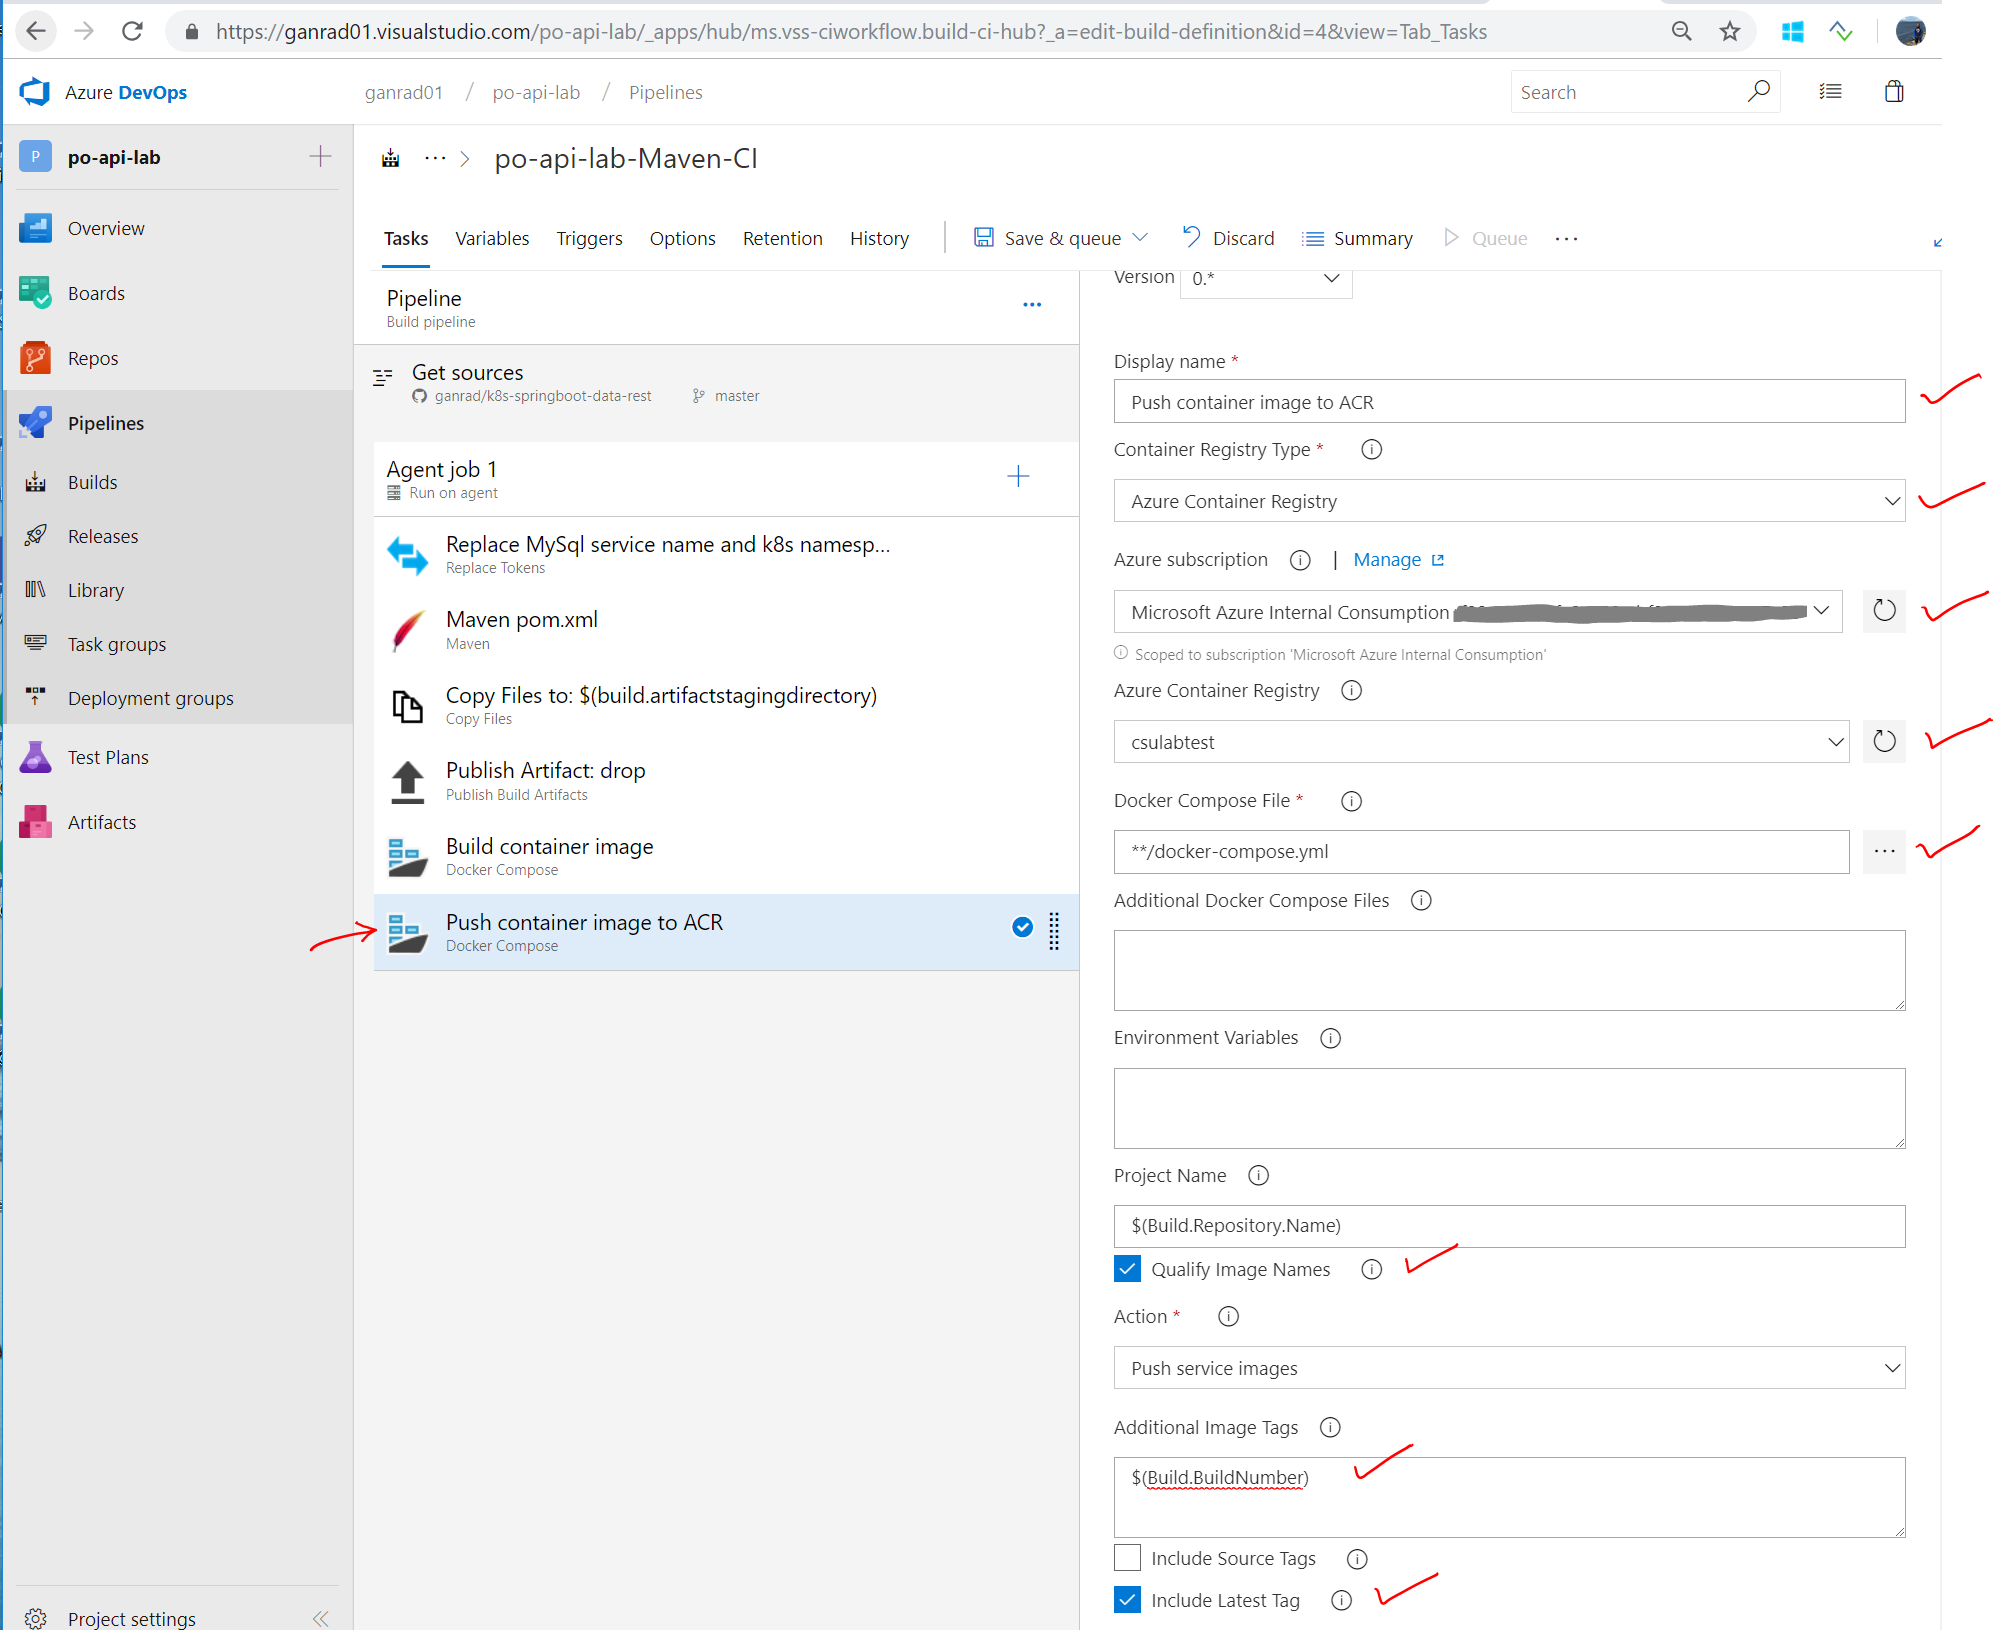 https://ganrad01.visualstudio.com/po-api-lab/_apps/hub/ms.vss-ciworkflow.build-ci-hub?_a=edit-build-definition&id=4&view=Tab_Tasks
Azure DevOps
ganrad01 / po-api-lab / Pipelines
Search
P po-api-lab
Overview
Boards
Repos
Pipelines
Builds
Releases
Library
Task groups
Deployment groups
Test Plans
Artifacts
Project settings
... > po-api-lab-Maven-CI
Tasks Variables Triggers Options Retention History Save & queue Discard Summary Queue ...
Pipeline
Build pipeline
Get sources
ganrad/k8s-springboot-data-rest master
Agent job 1
Run on agent
Replace MySql service name and k8s namesp...
Replace Tokens
Maven pom.xml
Maven
Copy Files to: $(build.artifactstagingdirectory)
Copy Files
Publish Artifact: drop
Publish Build Artifacts
Build container image
Docker Compose
Push container image to ACR
Docker Compose
Version 0.*
Display name *
Push container image to ACR
Container Registry Type *
Azure Container Registry
Azure subscription | Manage
Microsoft Azure Internal Consumption
Scoped to subscription 'Microsoft Azure Internal Consumption'
Azure Container Registry
csulabtest
Docker Compose File *
**/docker-compose.yml
Additional Docker Compose Files
Environment Variables
Project Name
$(Build.Repository.Name)
Qualify Image Names
Action *
Push service images
Additional Image Tags
$(Build.BuildNumber)
Include Source Tags
Include Latest Tag